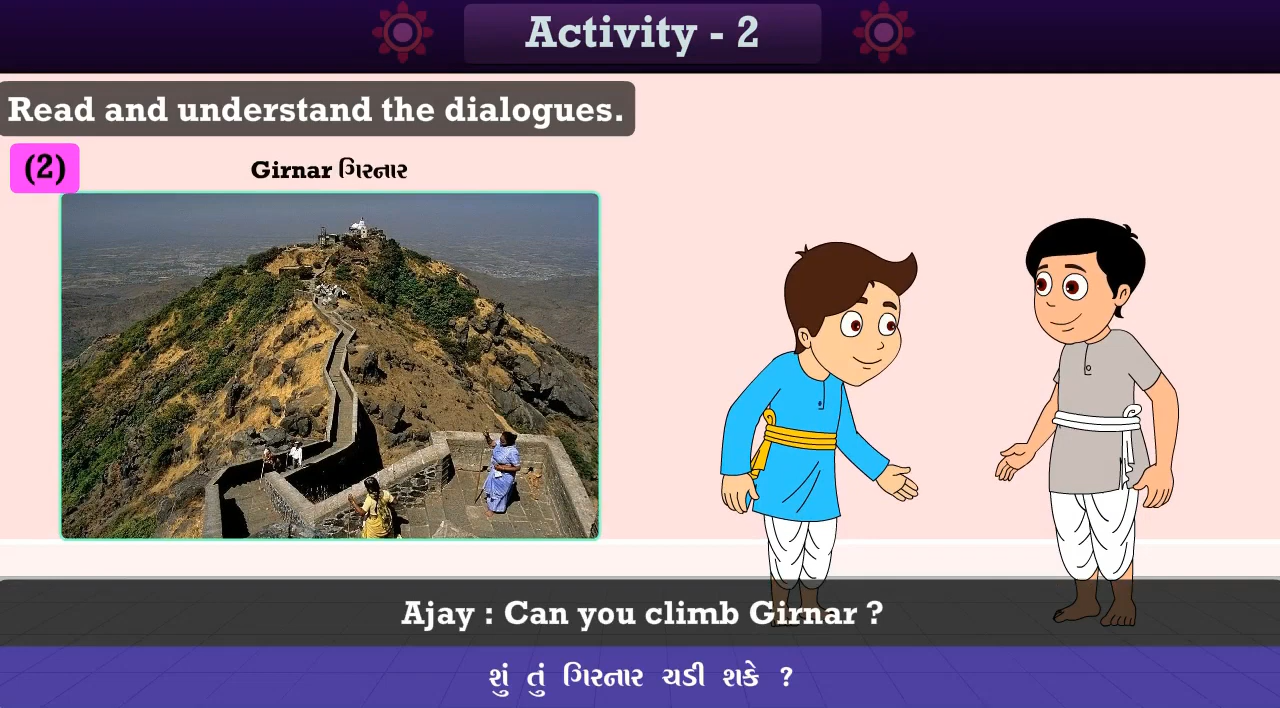 Activity - 2
Read and understand the dialogues.
(2)
Girnar ગિરનાર
Ajay : Can you climb Girnar ?
શું તું ગિરનાર ચડી શકે ?